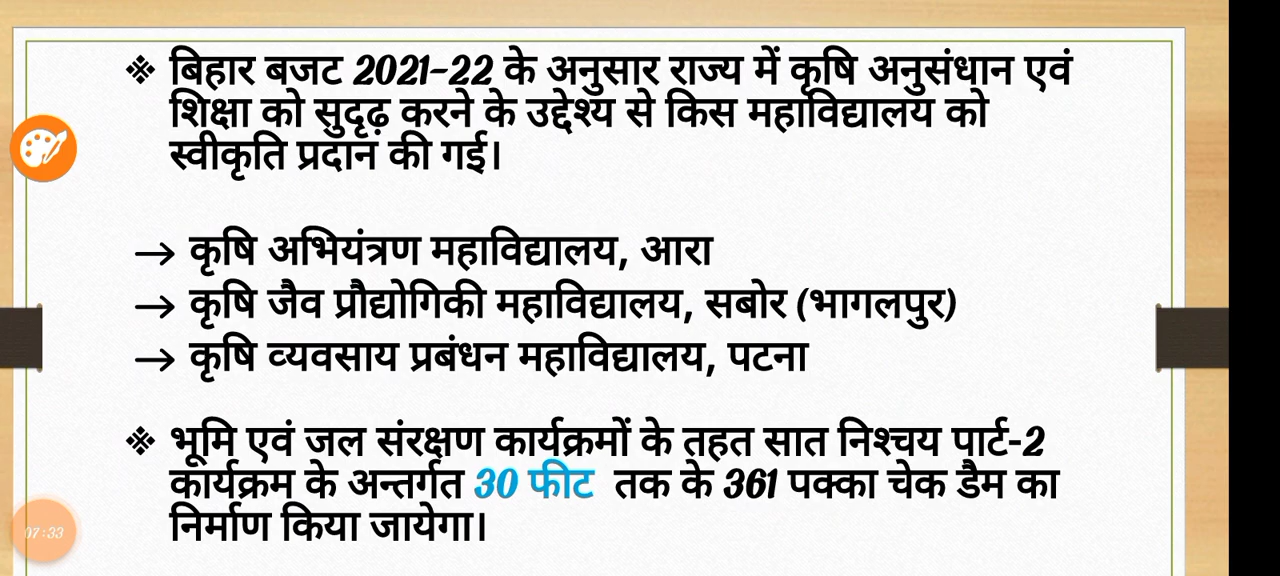 ❖ बिहार बजट 2021-22 के अनुसार राज्य में कृषि अनुसंधान एवं
शिक्षा को सुदृढ़ करने के उद्देश्य से किस महाविद्यालय को
स्वीकृति प्रदान की गई।
→ कृषि अभियंत्रण महाविद्यालय, आरा
→ कृषि जैव प्रौद्योगिकी महाविद्यालय, सबोर (भागलपुर)
→ कृषि व्यवसाय प्रबंधन महाविद्यालय, पटना
❖ भूमि एवं जल संरक्षण कार्यक्रमों के तहत सात निश्चय पार्ट-2
कार्यक्रम के अन्तर्गत 30 फीट तक के 361 पक्का चेक डैम का
निर्माण किया जायेगा।
07:33